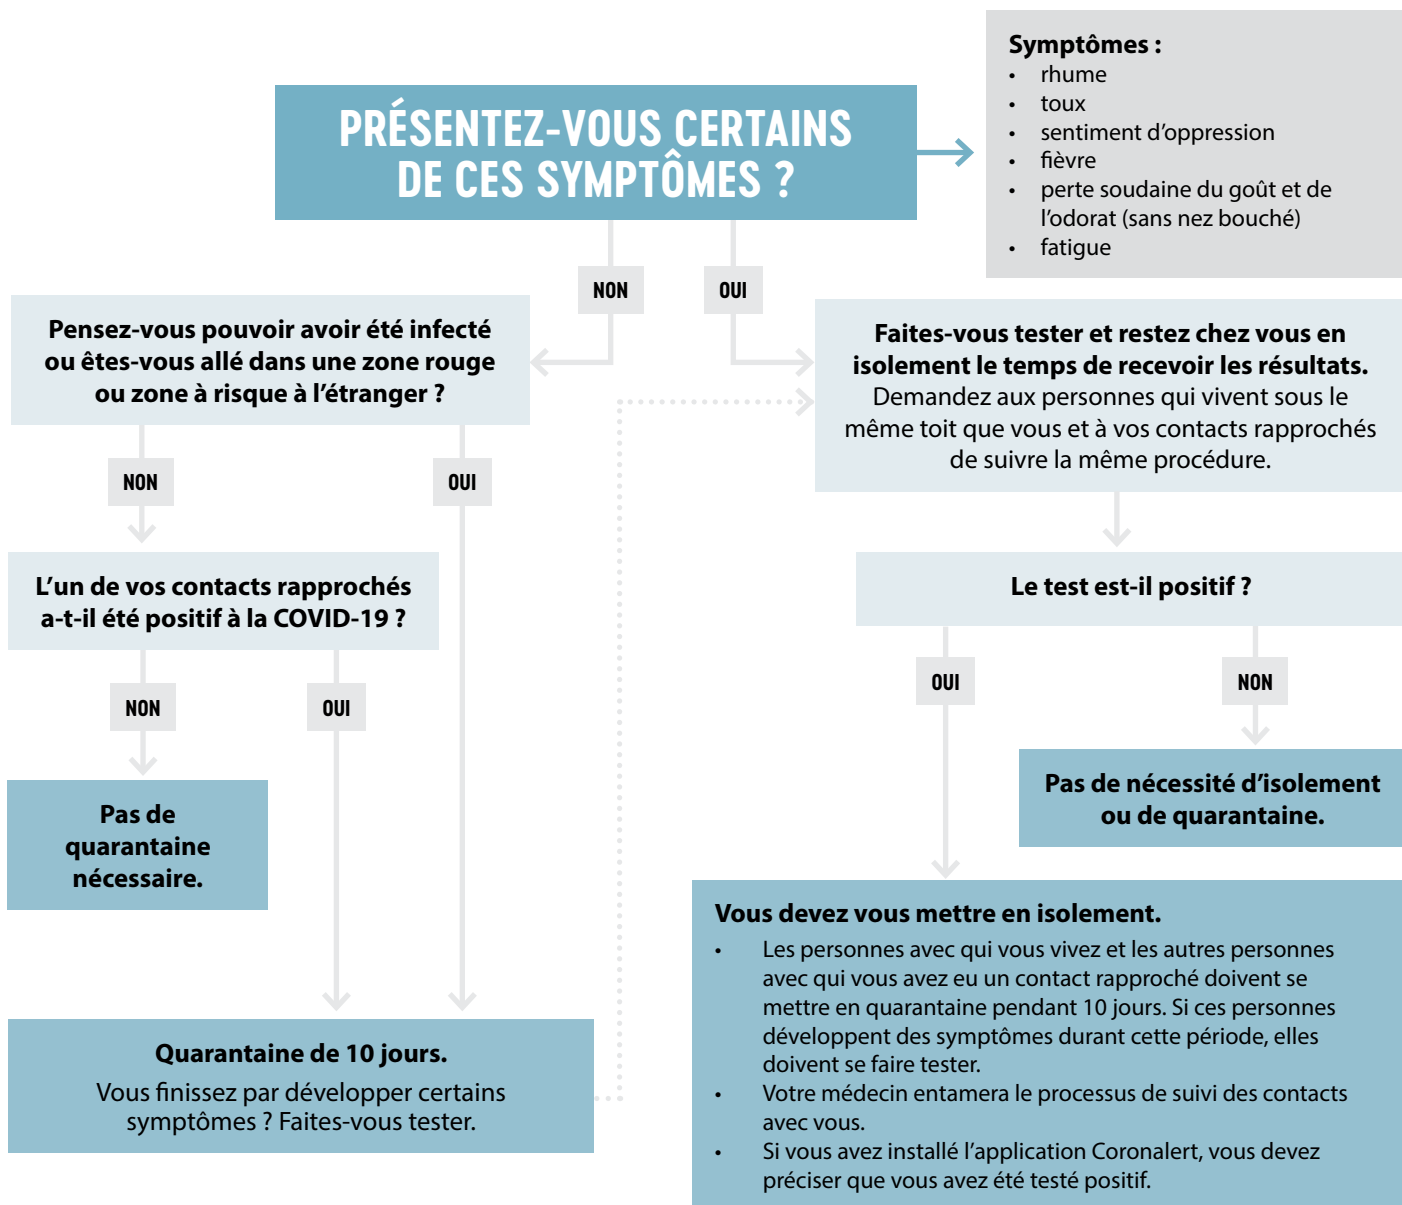 PRÉSENTEZ-VOUS CERTAINS
DE CES SYMPTÔMES ?
Symptômes :
• rhume
• toux
• sentiment d’oppression
• fièvre
• perte soudaine du goût et de
l’odorat (sans nez bouché)
• fatigue
NON
OUI
Pensez-vous pouvoir avoir été infecté
ou êtes-vous allé dans une zone rouge
ou zone à risque à l’étranger ?
NON
OUI
L’un de vos contacts rapprochés
a-t-il été positif à la COVID-19 ?
NON
OUI
Pas de
quarantaine
nécessaire.
Quarantaine de 10 jours.
Vous finissez par développer certains
symptômes ? Faites-vous tester.
Faites-vous tester et restez chez vous en
isolement le temps de recevoir les résultats.
Demandez aux personnes qui vivent sous le
même toit que vous et à vos contacts rapprochés
de suivre la même procédure.
Le test est-il positif ?
OUI
NON
Pas de nécessité d’isolement
ou de quarantaine.
Vous devez vous mettre en isolement.
• Les personnes avec qui vous vivez et les autres personnes
avec qui vous avez eu un contact rapproché doivent se
mettre en quarantaine pendant 10 jours. Si ces personnes
développent des symptômes durant cette période, elles
doivent se faire tester.
• Votre médecin entamera le processus de suivi des contacts
avec vous.
• Si vous avez installé l’application Coronalert, vous devez
préciser que vous avez été testé positif.